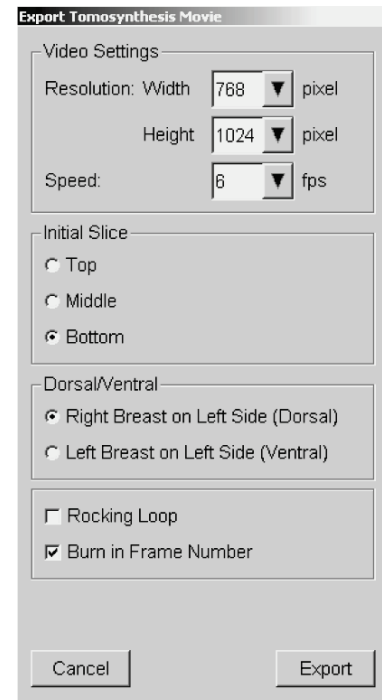 Export Tomosynthesis Movie
Video Settings
Resolution: Width 768 pixel
Height 1024 pixel
Speed: 6 fps
Initial Slice
Top
Middle
Bottom
Dorsal/Ventral
Right Breast on Left Side (Dorsal)
Left Breast on Left Side (Ventral)
Rocking Loop
Burn in Frame Number
Cancel Export